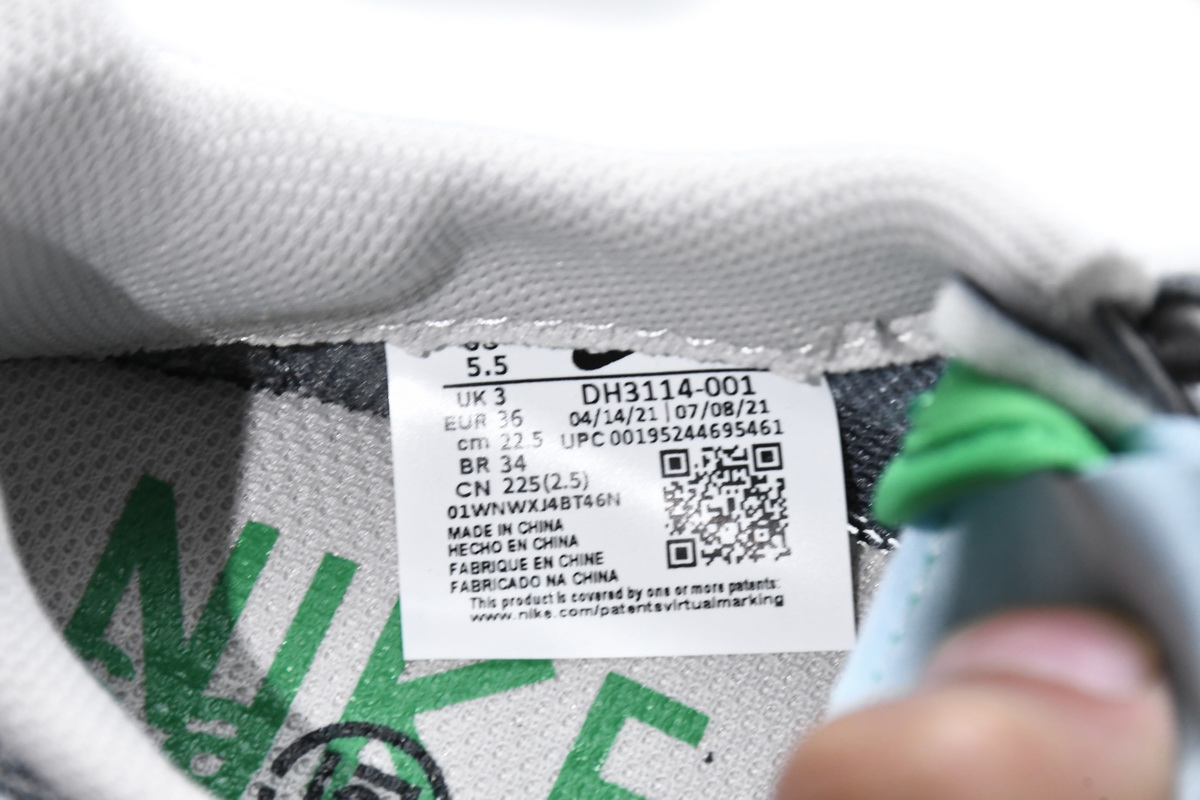 5.5
UK 3
EUR 36
cm 22.5
BR 34
CN 225(2.5)
DH3114-001
04/14/21 | 07/08/21
UPC 00195244695461
01WNWXJ4BT46N
MADE IN CHINA
HECHO EN CHINA
FABRIQUE EN CHINE
FABRICADO NA CHINA
This product is covered by one or more patents:
www.nike.com/patentsvirtualmarking
NIKE